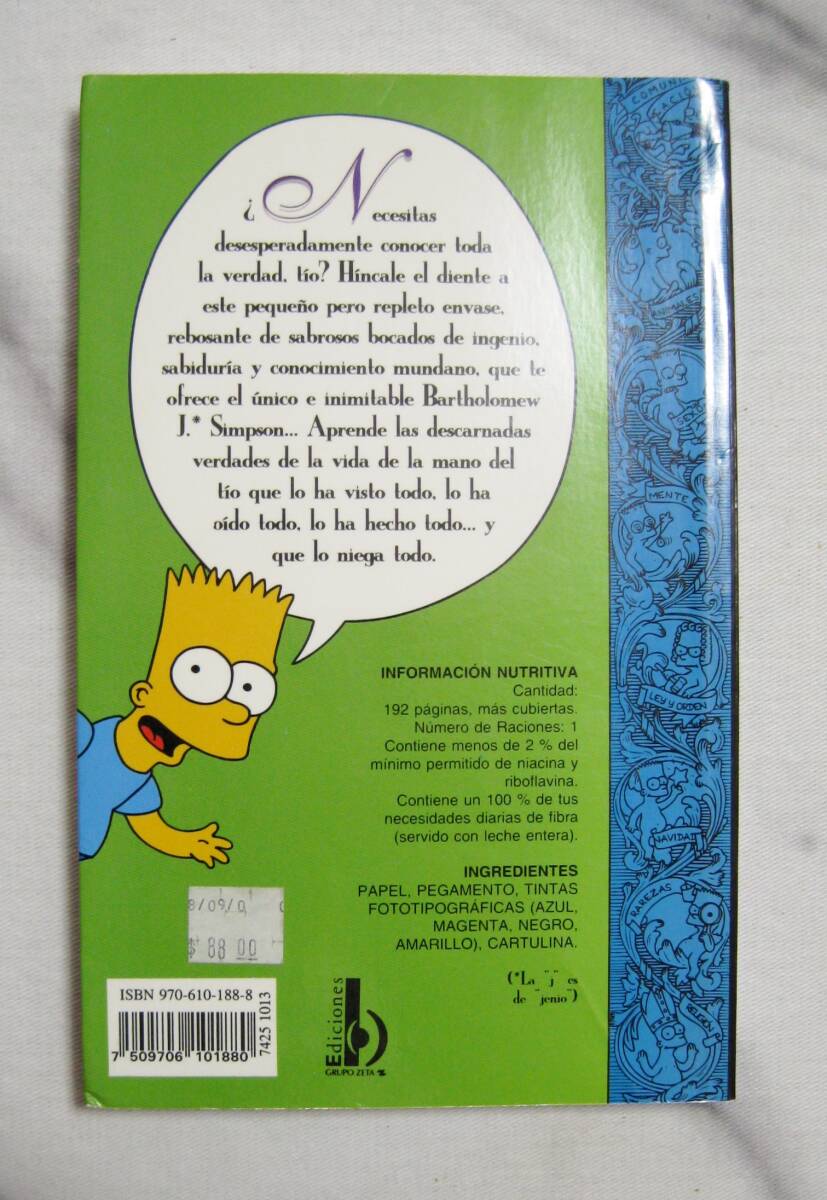 ¿Necesitas
desesperadamente conocer toda
la verdad, tío? Híncale el diente a
este pequeño pero repleto envase,
rebosante de sabrosos bocados de ingenio,
sabiduría y conocimiento mundano, que te
ofrece el único e inimitable Bartholomew
J.* Simpson... Aprende las descarnadas
verdades de la vida de la mano del
tío que lo ha visto todo, lo ha
oído todo, lo ha hecho todo... y
que lo niega todo.
INFORMACIÓN NUTRITIVA
Cantidad:
192 páginas, más cubiertas.
Número de Raciones: 1
Contiene menos de 2 % del
mínimo permitido de niacina y
riboflavina.
Contiene un 100 % de tus
necesidades diarias de fibra
(servido con leche entera).
INGREDIENTES
PAPEL, PEGAMENTO, TINTAS
FOTOTIPOGRÁFICAS (AZUL,
MAGENTA, NEGRO,
AMARILLO), CARTULINA.
(*La "j" es
de "jenio")
8/09/0
$ 88 00
ISBN 970-610-188-8
7 509706 101880
7425 1013
Ediciones
b
GRUPO ZETA
COMUNICACIÓN
ANIMALES
SEXO
MENTE
LEY Y ORDEN
NAVIDAD
RAREZAS